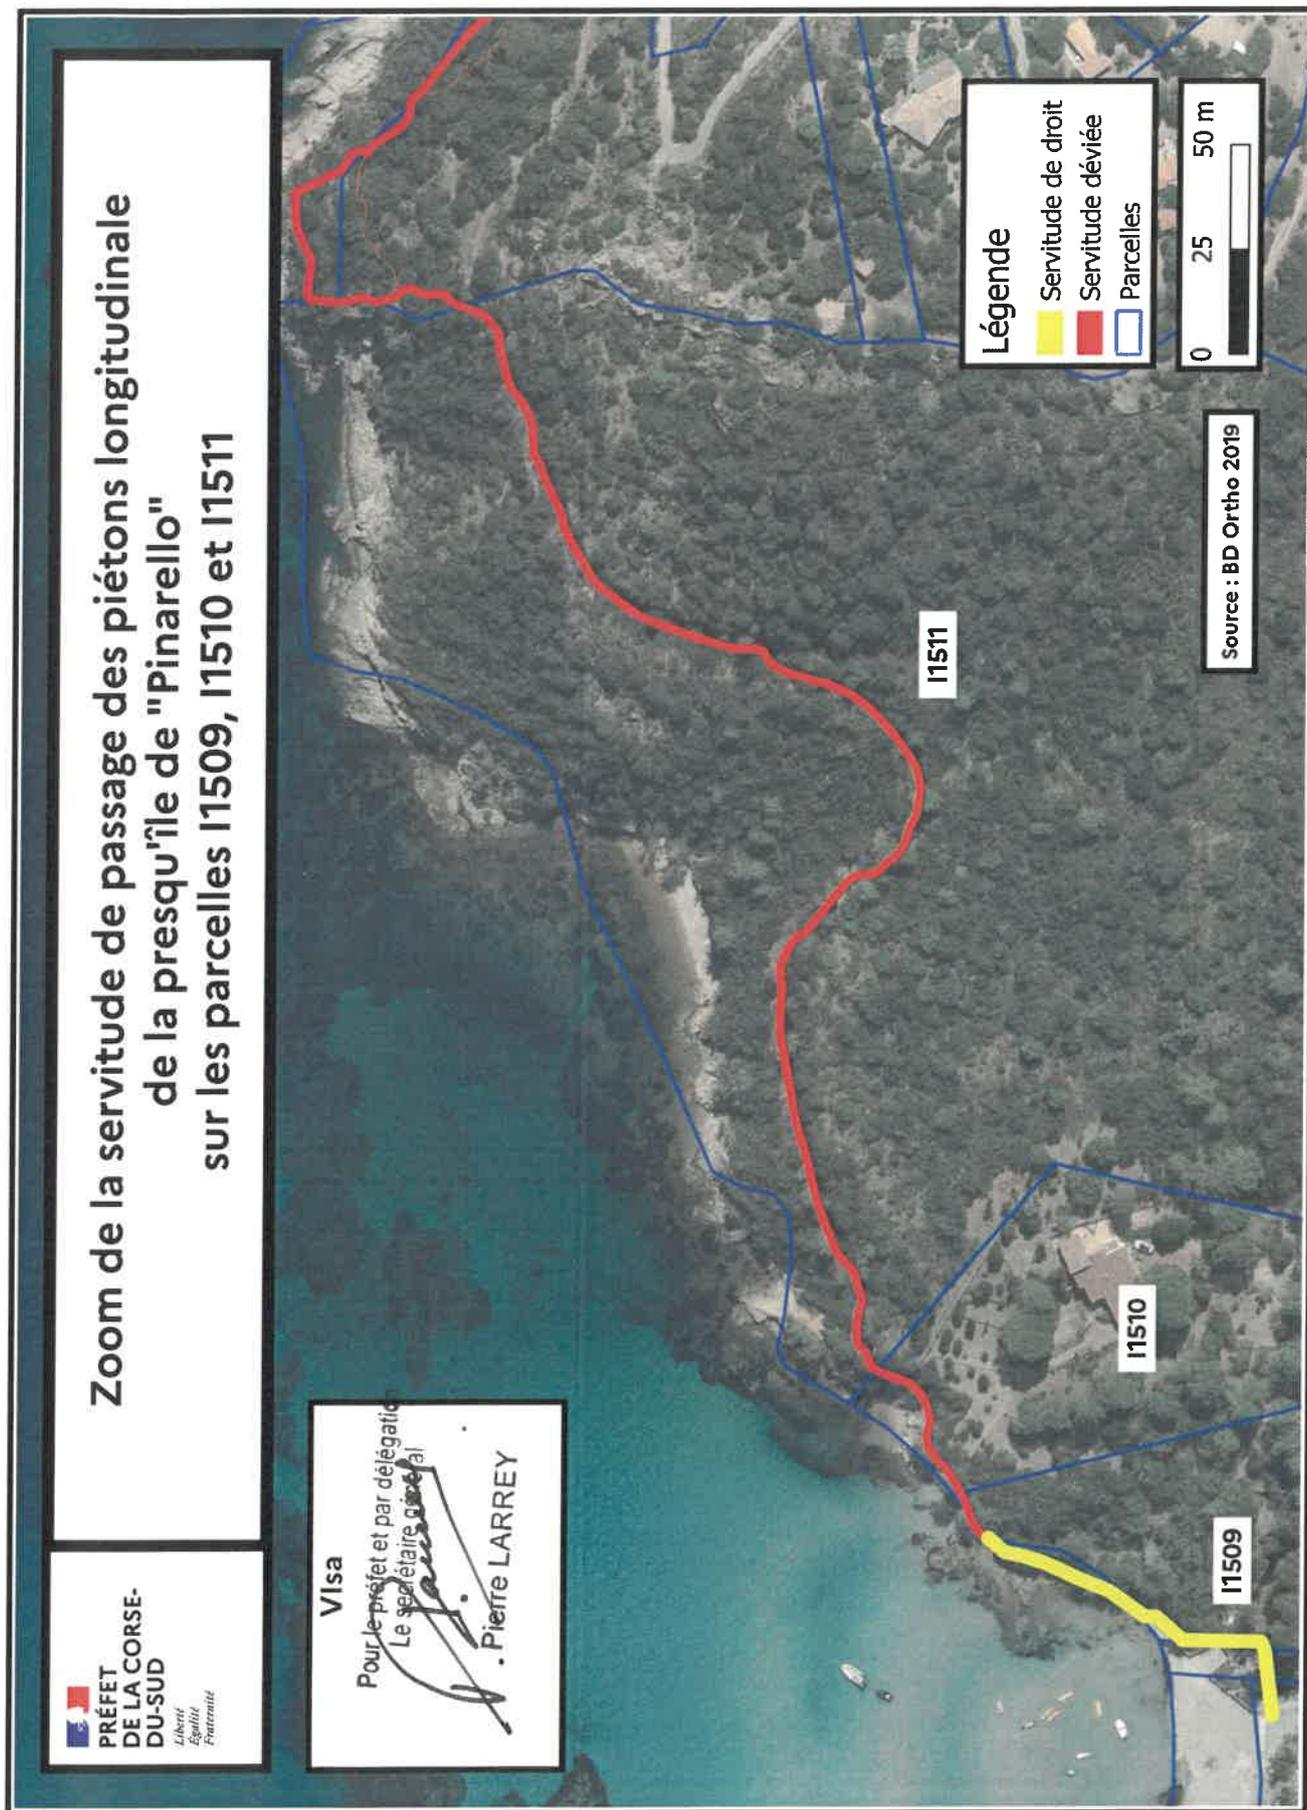 PRÉFET
DE LA CORSE-
DU-SUD
Liberté
Égalité
Fraternité
Zoom de la servitude de passage des piétons longitudinale
de la presqu'île de "Pinarello"
sur les parcelles I1509, I1510 et I1511
VIsa
Pour le préfet et par délégation
Le secrétaire général
Pierre LARREY
I1509
I1510
I1511
Source : BD Ortho 2019
Légende
Servitude de droit
Servitude déviée
Parcelles
0 25 50 m